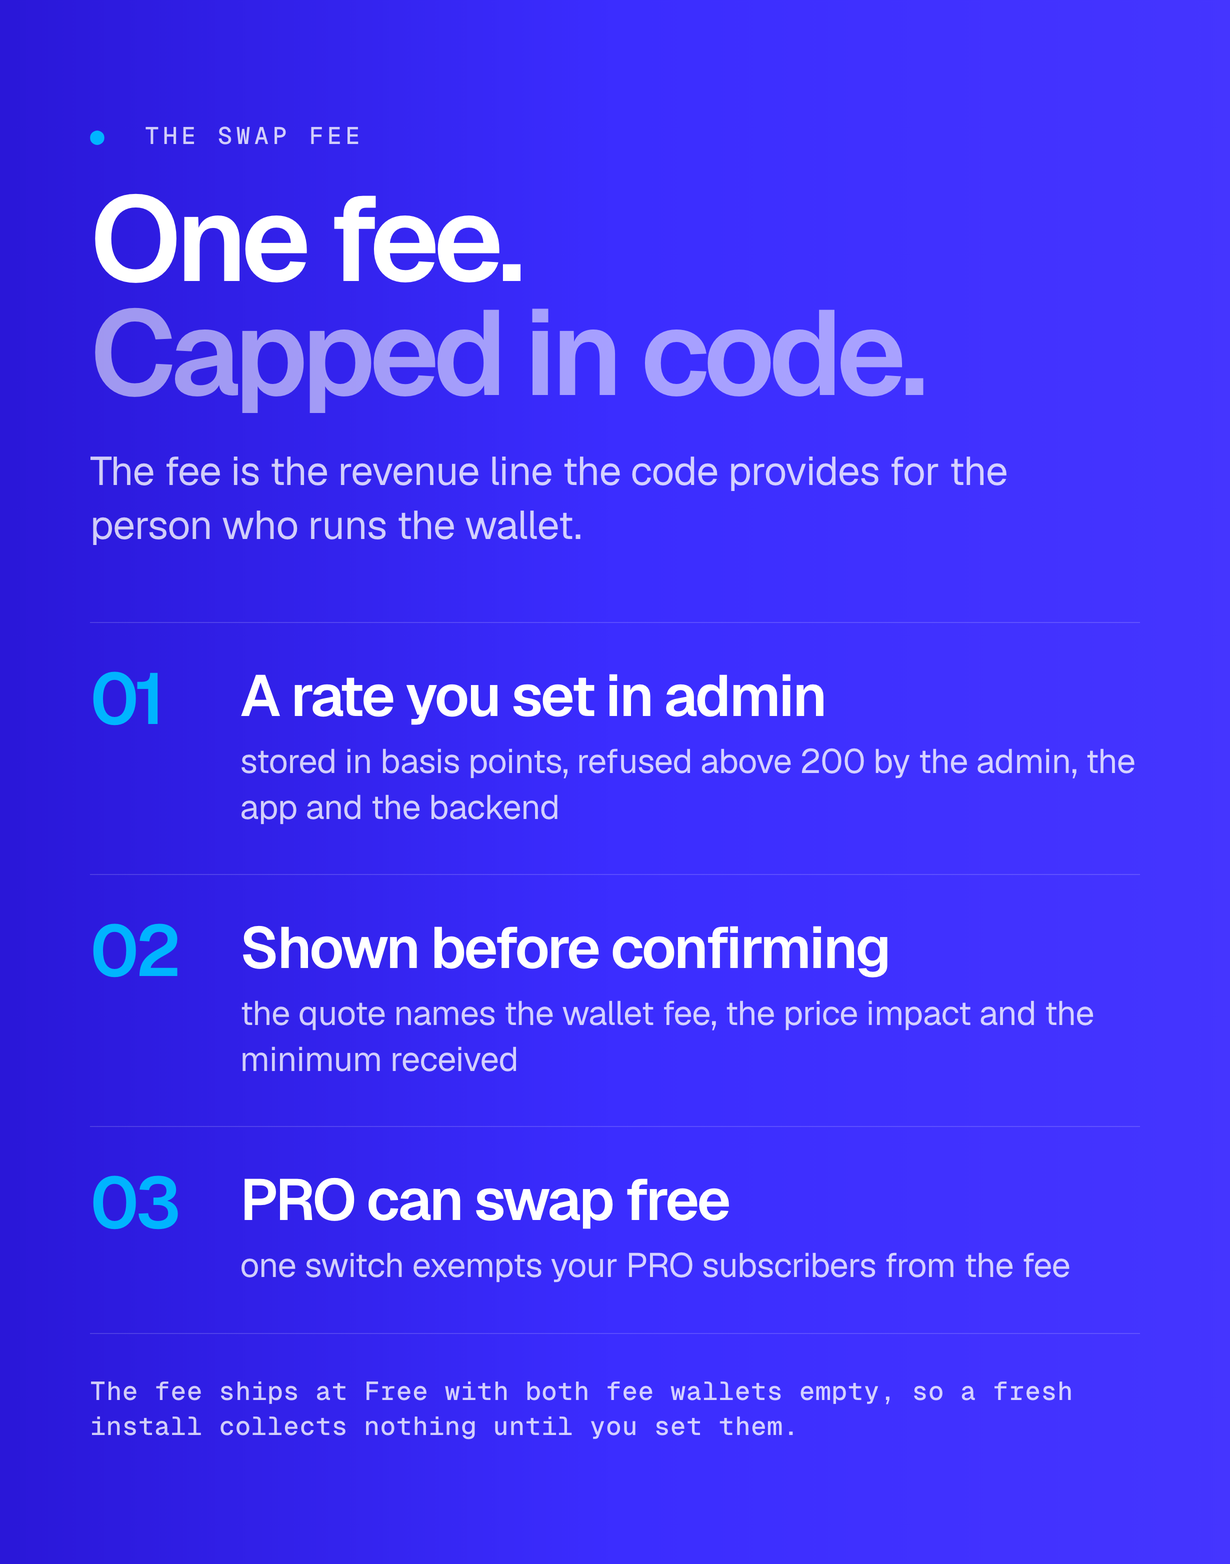 THE SWAP FEE
One fee.
Capped in code.
The fee is the revenue line the code provides for the
person who runs the wallet.
01
A rate you set in admin
stored in basis points, refused above 200 by the admin, the
app and the backend
02
Shown before confirming
the quote names the wallet fee, the price impact and the
minimum received
03
PRO can swap free
one switch exempts your PRO subscribers from the fee
The fee ships at Free with both fee wallets empty, so a fresh
install collects nothing until you set them.